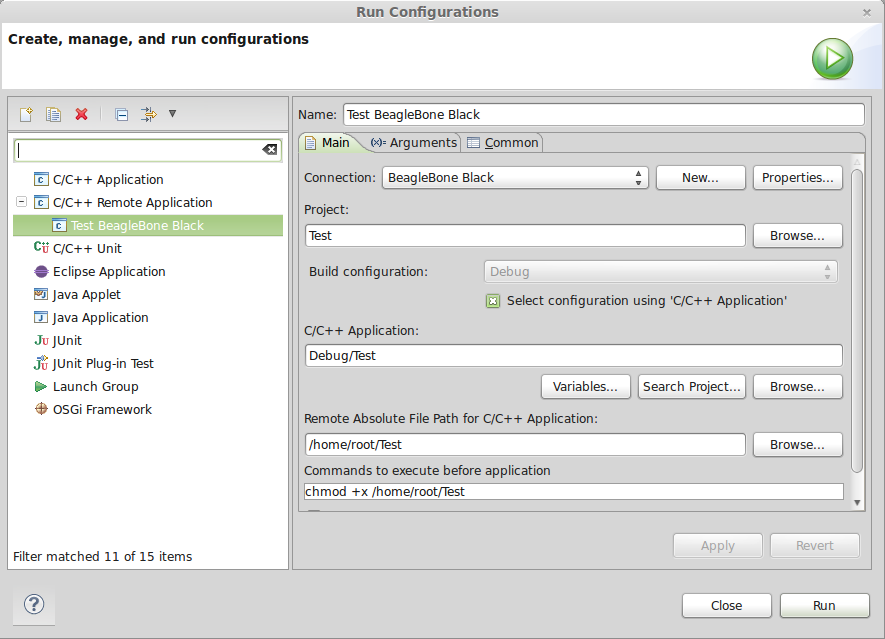 Run Configurations
Create, manage, and run configurations
Name: Test BeagleBone Black
Main (x)= Arguments Common
C/C++ Application
C/C++ Remote Application
Test BeagleBone Black
C/C++ Unit
Eclipse Application
Java Applet
Java Application
JUnit
JUnit Plug-in Test
Launch Group
OSGi Framework
Filter matched 11 of 15 items
Connection: BeagleBone Black New... Properties...
Project:
Test Browse...
Build configuration: Debug
Select configuration using 'C/C++ Application'
C/C++ Application:
Debug/Test
Variables... Search Project... Browse...
Remote Absolute File Path for C/C++ Application:
/home/root/Test Browse...
Commands to execute before application
chmod +x /home/root/Test
Apply Revert
? Close Run